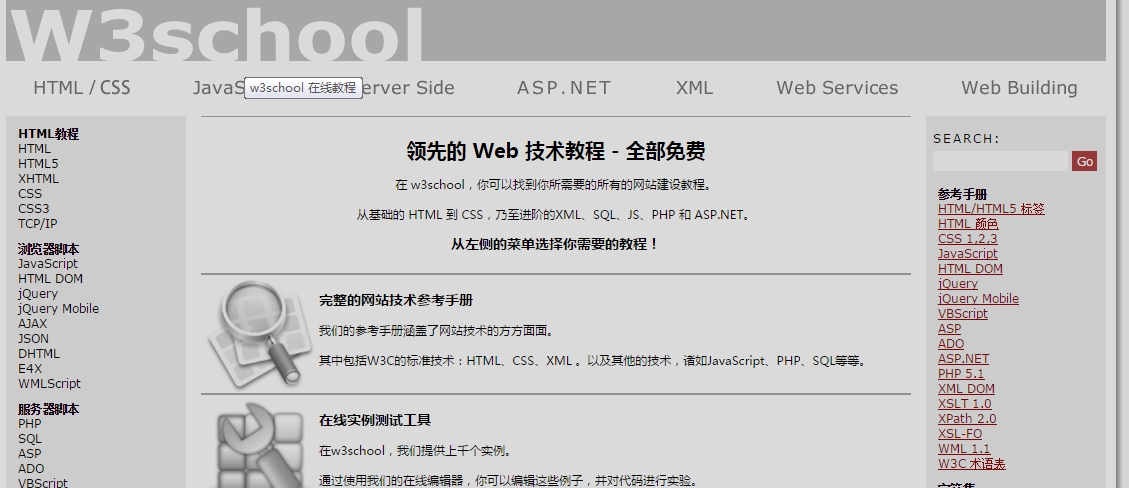 W3school
HTML / CSS
JavaS
w3school 在线教程
erver Side
ASP.NET
XML
Web Services
Web Building
HTML教程
HTML
HTML5
XHTML
CSS
CSS3
TCP/IP
浏览器脚本
JavaScript
HTML DOM
jQuery
jQuery Mobile
AJAX
JSON
DHTML
E4X
WMLScript
服务器脚本
PHP
SQL
ASP
ADO
VBScript
领先的 Web 技术教程 - 全部免费
在 w3school，你可以找到你所需要的所有的网站建设教程。
从基础的 HTML 到 CSS，乃至进阶的XML、SQL、JS、PHP 和 ASP.NET。
从左侧的菜单选择你需要的教程！
完整的网站技术参考手册
我们的参考手册涵盖了网站技术的方方面面。
其中包括W3C的标准技术：HTML、CSS、XML 。以及其他的技术，诸如JavaScript、PHP、SQL等等。
在线实例测试工具
在w3school，我们提供上千个实例。
通过使用我们的在线编辑器，你可以编辑这些例子，并对代码进行实验。
SEARCH:
Go
参考手册
HTML/HTML5 标签
HTML 颜色
CSS 1,2,3
JavaScript
HTML DOM
jQuery
jQuery Mobile
VBScript
ASP
ADO
ASP.NET
PHP 5.1
XML DOM
XSLT 1.0
XPath 2.0
XSL-FO
WML 1.1
W3C 术语表